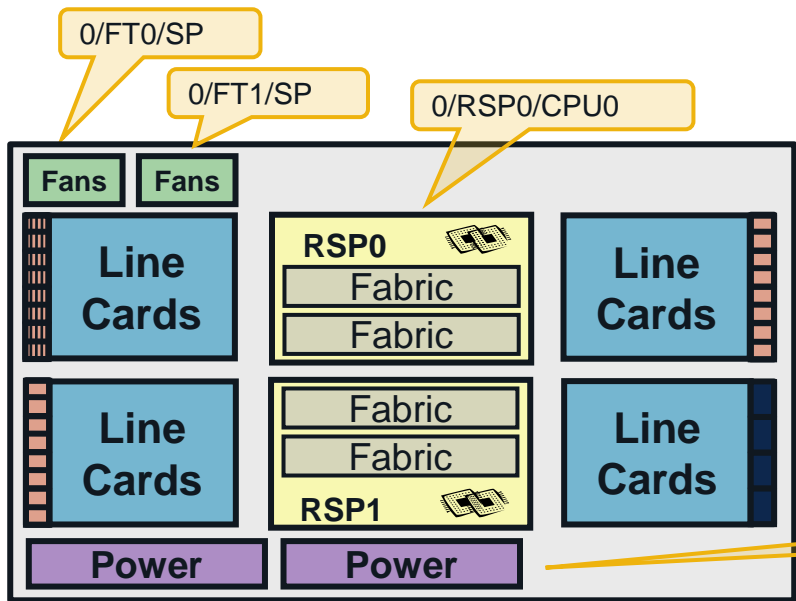 0/FT0/SP
0/FT1/SP
0/RSP0/CPU0
Fans
Fans
Line
Cards
RSP0
Fabric
Fabric
Line
Cards
Line
Cards
Fabric
Fabric
RSP1
Line
Cards
Power
Power